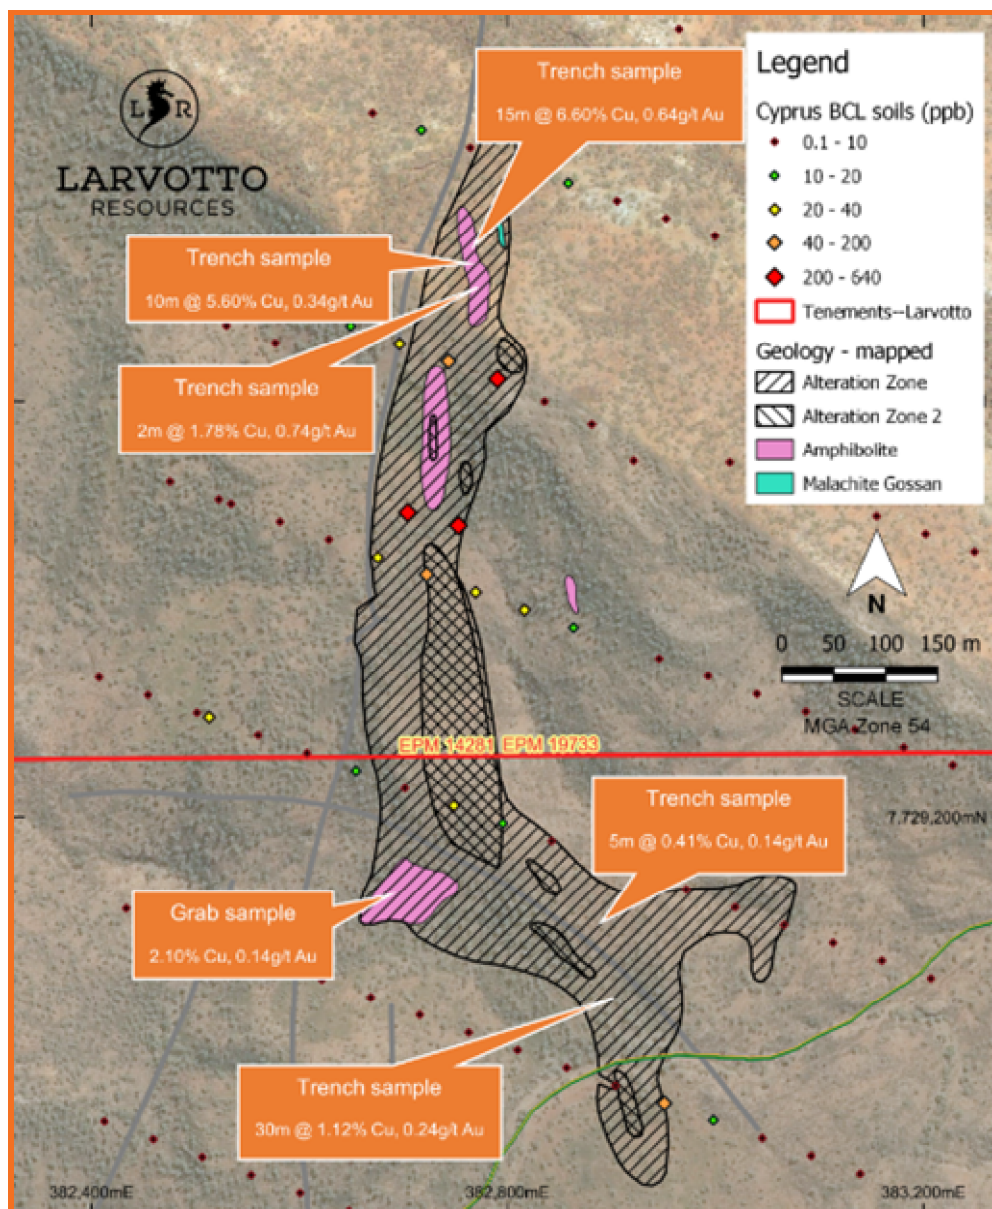 L R
LARVOTTO
RESOURCES
Trench sample
15m @ 6.60% Cu, 0.64g/t Au
Trench sample
10m @ 5.60% Cu, 0.34g/t Au
Trench sample
2m @ 1.78% Cu, 0.74g/t Au
Legend
Cyprus BCL soils (ppb)
0.1 - 10
10 - 20
20 - 40
40 - 200
200 - 640
Tenements--Larvotto
Geology - mapped
Alteration Zone
Alteration Zone 2
Amphibolite
Malachite Gossan
N
0 50 100 150 m
SCALE
MGA Zone 54
EPM 14281 EPM 19733
Trench sample
5m @ 0.41% Cu, 0.14g/t Au
7,729,200mN
Grab sample
2.10% Cu, 0.14g/t Au
Trench sample
30m @ 1.12% Cu, 0.24g/t Au
382,400mE
382,800mE
383,200mE